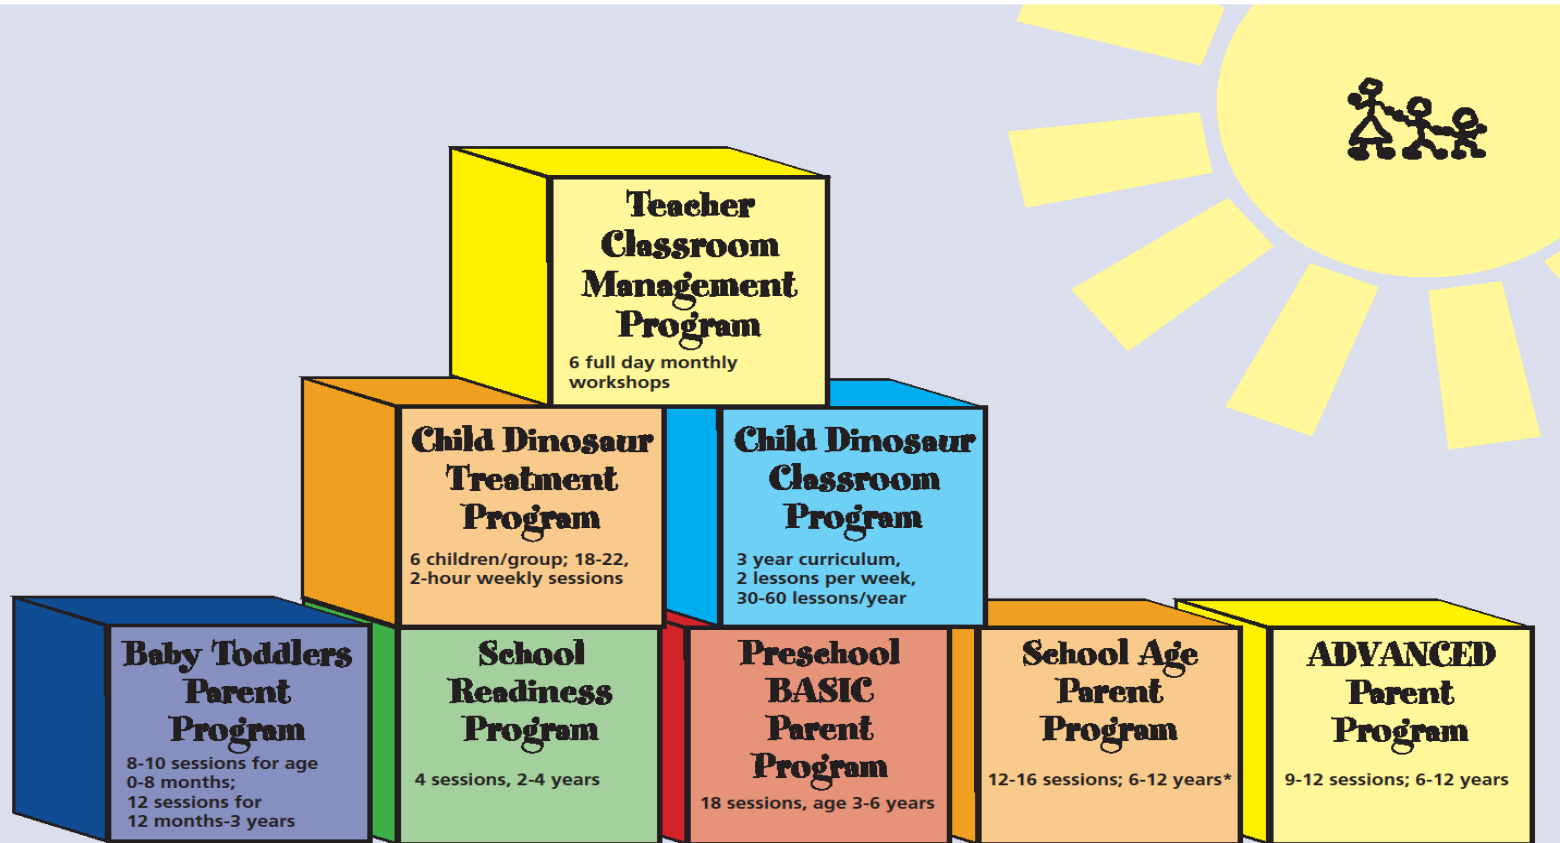 Teacher
Classroom
Management
Program
6 full day monthly
workshops
Child Dinosaur
Treatment
Program
6 children/group; 18-22,
2-hour weekly sessions
Child Dinosaur
Classroom
Program
3 year curriculum,
2 lessons per week,
30-60 lessons/year
Baby Toddlers
Parent
Program
8-10 sessions for age
0-8 months;
12 sessions for
12 months-3 years
School
Readiness
Program
4 sessions, 2-4 years
Preschool
BASIC
Parent
Program
18 sessions, age 3-6 years
School Age
Parent
Program
12-16 sessions; 6-12 years*
ADVANCED
Parent
Program
9-12 sessions; 6-12 years